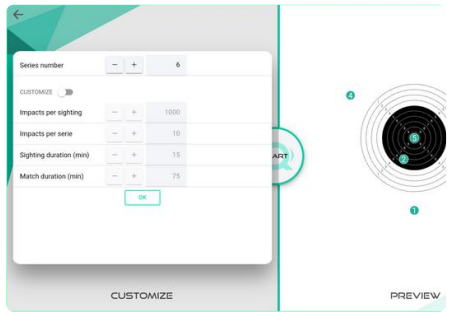 Series number − + 6
CUSTOMIZE
Impacts per sighting − + 1000
Impacts per serie − + 10
Sighting duration (min) − + 15
Match duration (min) − + 75
OK
ART
4
5
2
1
CUSTOMIZE
PREVIEW